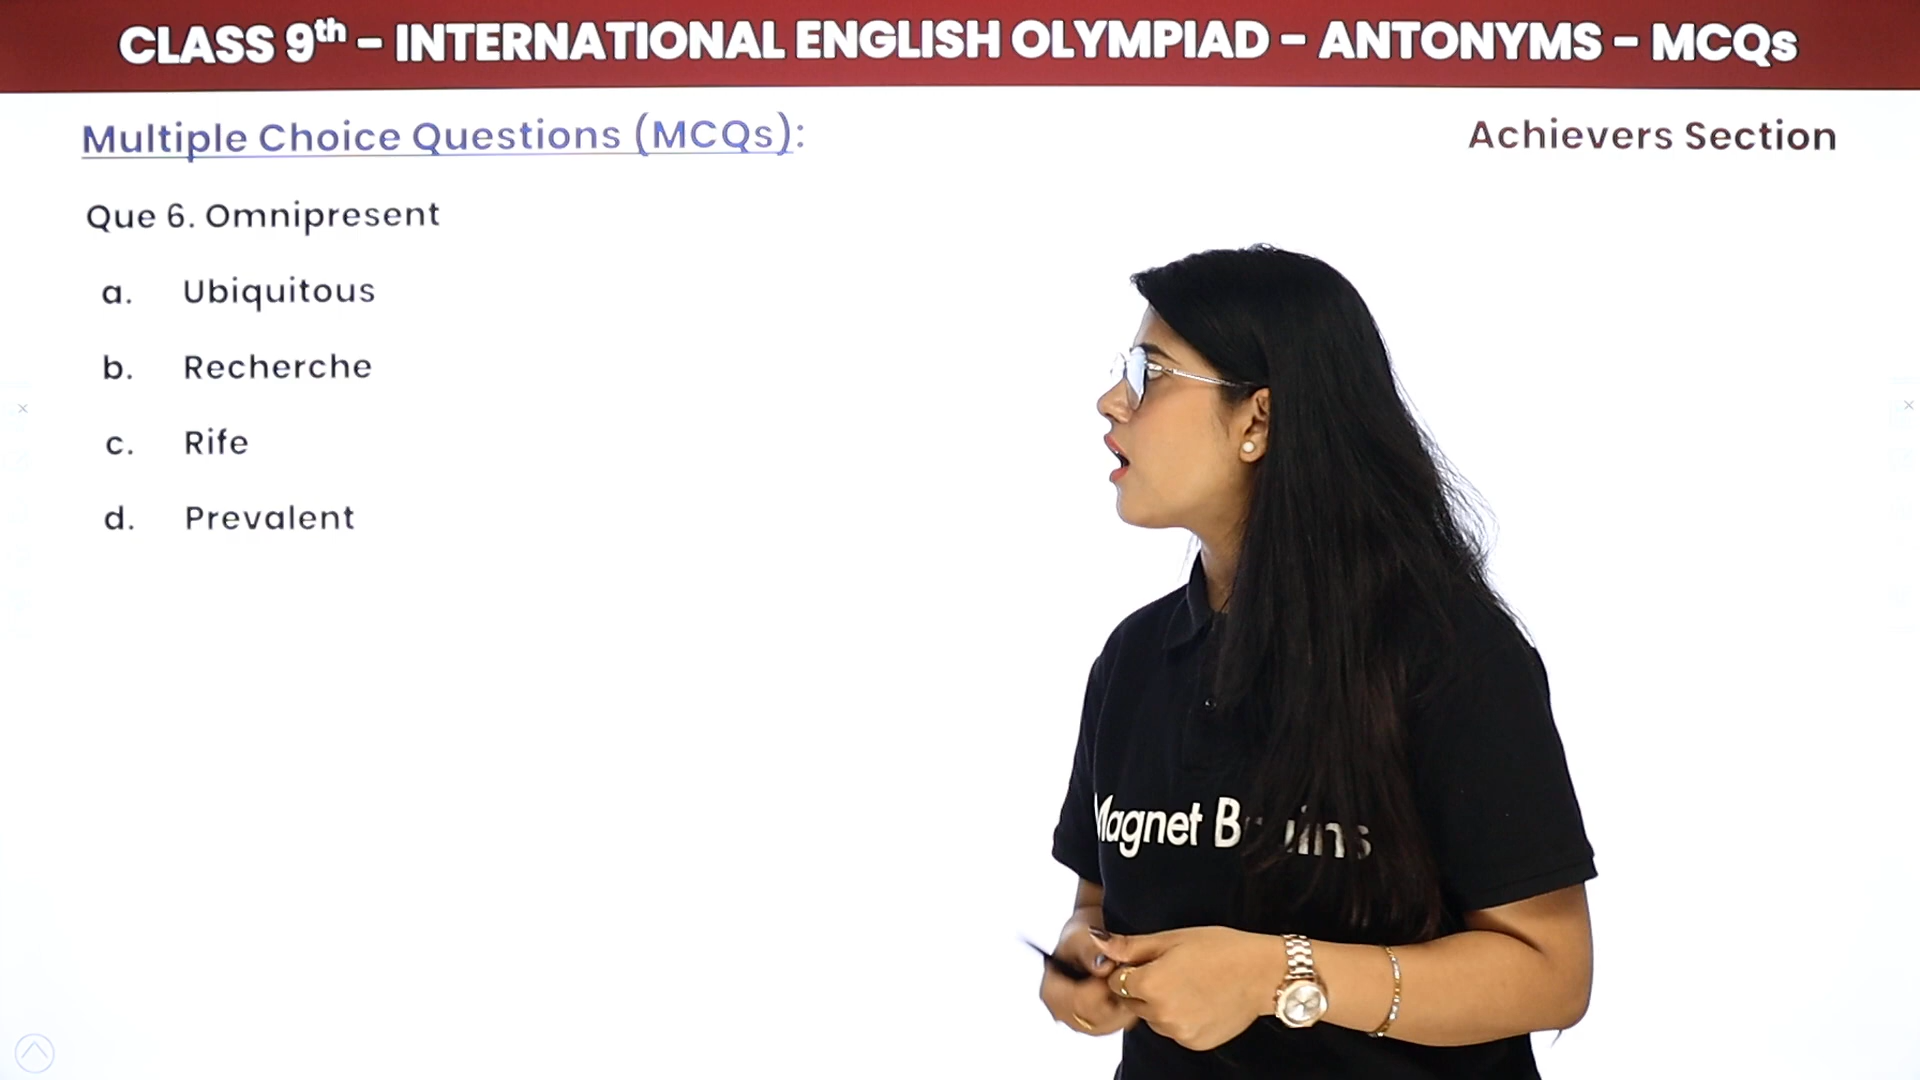 CLASS 9th - INTERNATIONAL ENGLISH OLYMPIAD - ANTONYMS - MCQs
Multiple Choice Questions (MCQs):
Achievers Section
Que 6. Omnipresent
a. Ubiquitous
b. Recherche
c. Rife
d. Prevalent
Magnet